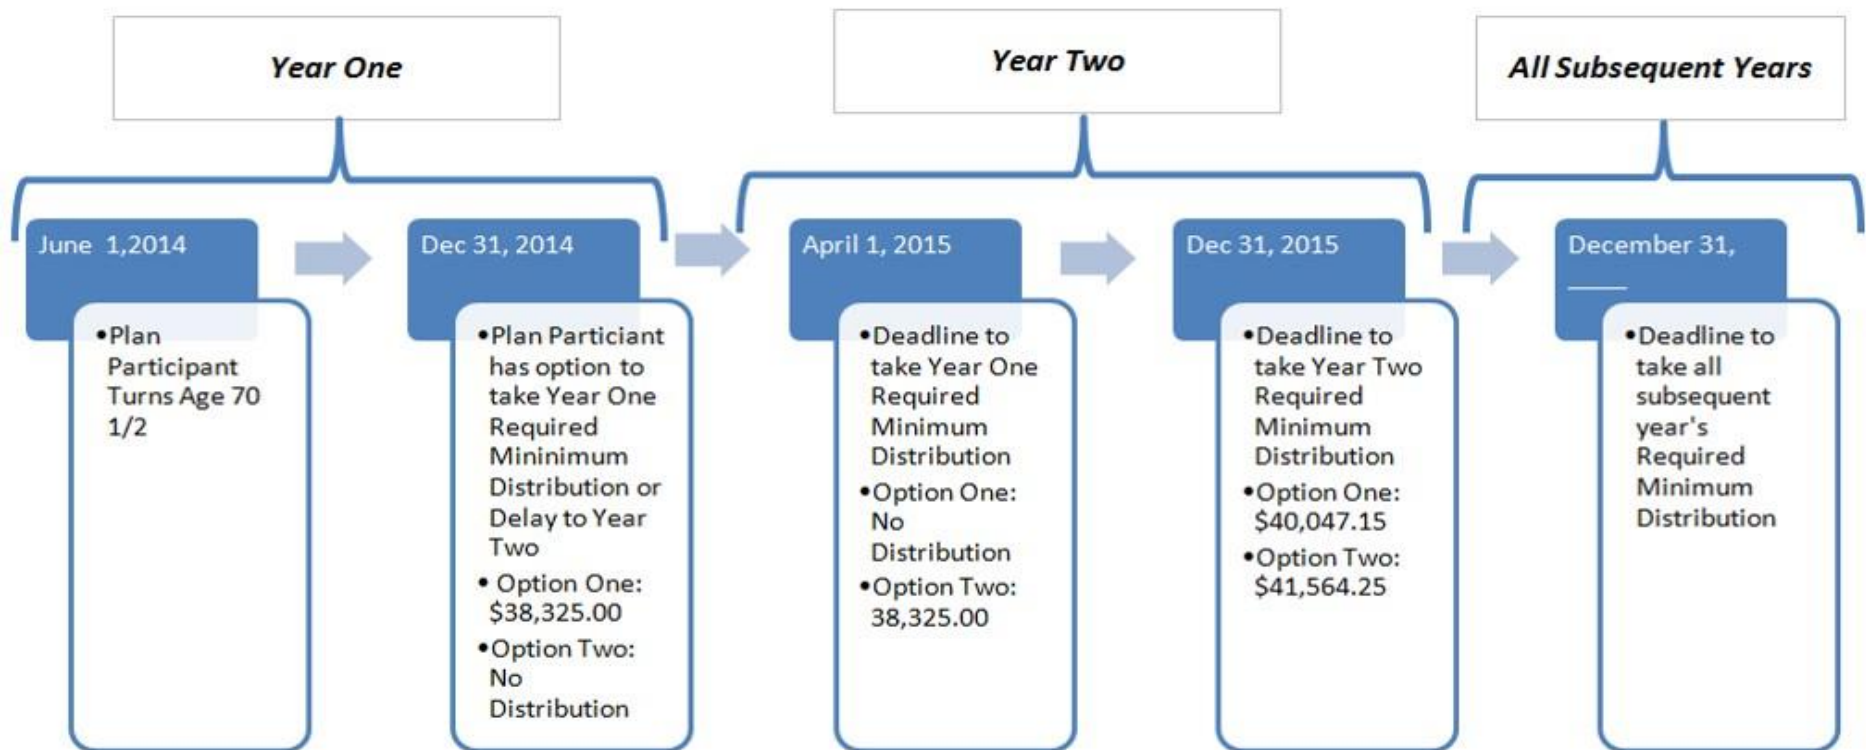 Year One
Year Two
All Subsequent Years
June 1,2014
•Plan
Participant
Turns Age 70
1/2
Dec 31, 2014
•Plan Particiant
has option to
take Year One
Required
Mininimum
Distribution or
Delay to Year
Two
• Option One:
$38,325.00
•Option Two:
No
Distribution
April 1, 2015
•Deadline to
take Year One
Required
Minimum
Distribution
•Option One:
No
Distribution
•Option Two:
38,325.00
Dec 31, 2015
•Deadline to
take Year Two
Required
Minimum
Distribution
•Option One:
$40,047.15
•Option Two:
$41,564.25
December 31,
____
•Deadline to
take all
subsequent
year's
Required
Minimum
Distribution